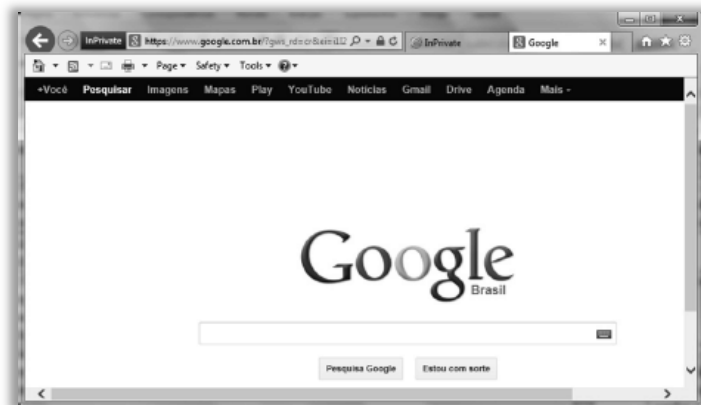 InPrivate https://www.google.com.br/?gws_rd=cr&ei InPrivate Google
Page Safety Tools
+Você Pesquisar Imagens Mapas Play YouTube Notícias Gmail Drive Agenda Mais
Google
Brasil
Pesquisa Google Estou com sorte